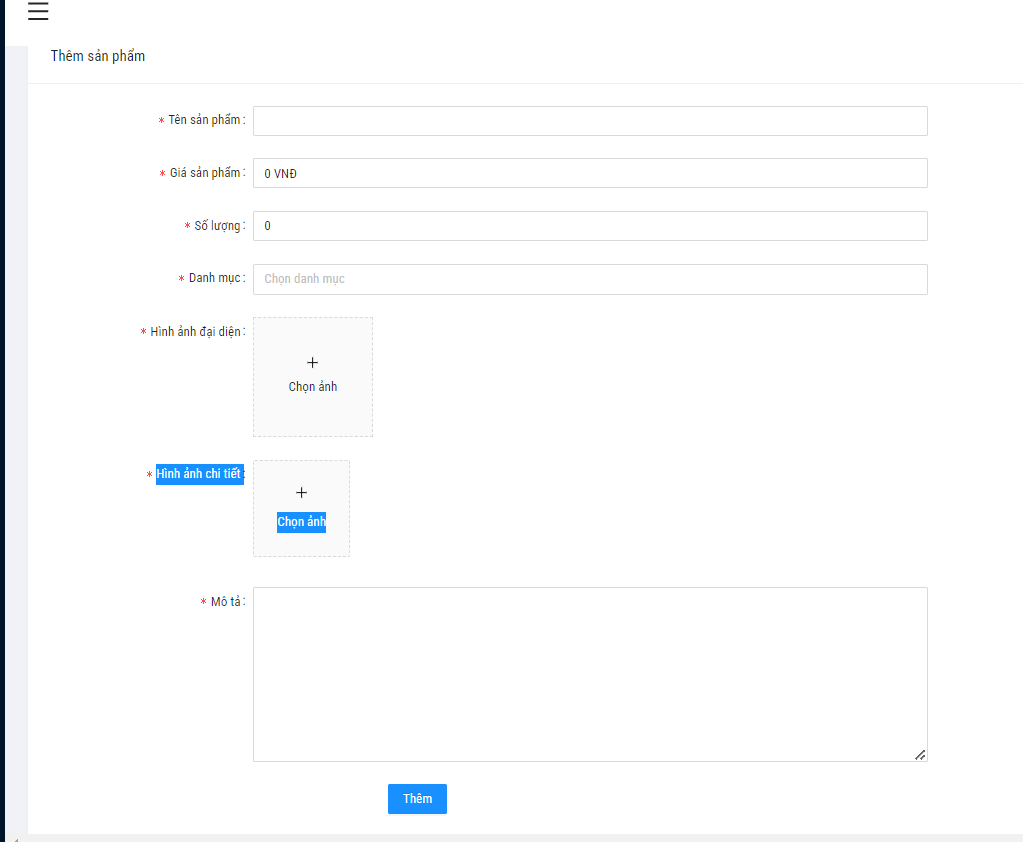 Thêm sản phẩm
* Tên sản phẩm:
* Giá sản phẩm: 0 VNĐ
* Số lượng: 0
* Danh mục: Chọn danh mục
* Hình ảnh đại diện:
+
Chọn ảnh
* Hình ảnh chi tiết:
+
Chọn ảnh
* Mô tả:
Thêm